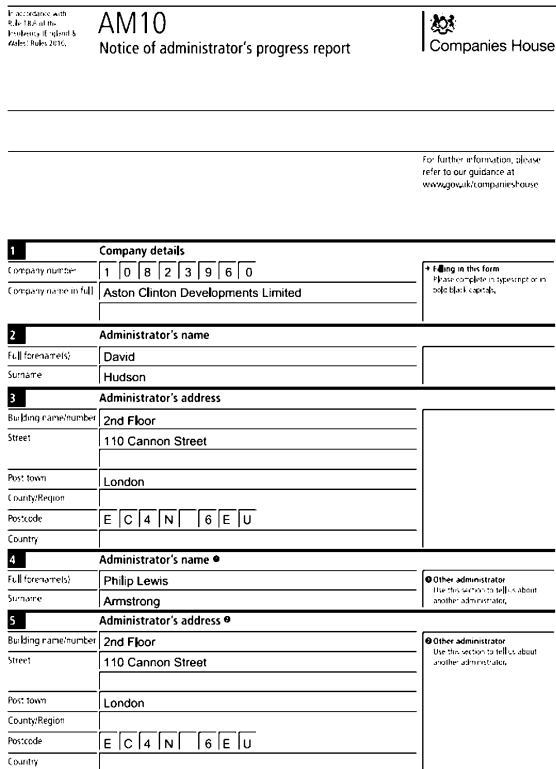 In accordance with
Rule 18.6 of the
Insolvency (England &
Wales) Rules 2016.
AM10
Notice of administrator's progress report
Companies House
For further information, please
refer to our guidance at
www.gov.uk/companieshouse
1 Company details
Company number 1 0 8 2 3 9 6 0
Company name in full Aston Clinton Developments Limited
→ Filling in this form
Please complete in typescript or in
bold black capitals.
2 Administrator's name
Full forename(s) David
Surname Hudson
3 Administrator's address
Building name/number 2nd Floor
Street 110 Cannon Street
Post town London
County/Region
Postcode E C 4 N 6 E U
Country
4 Administrator's name ❶
Full forename(s) Philip Lewis
Surname Armstrong
❶ Other administrator
Use this section to tell us about
another administrator.
5 Administrator's address ❷
Building name/number 2nd Floor
Street 110 Cannon Street
Post town London
County/Region
Postcode E C 4 N 6 E U
Country
❷ Other administrator
Use this section to tell us about
another administrator.